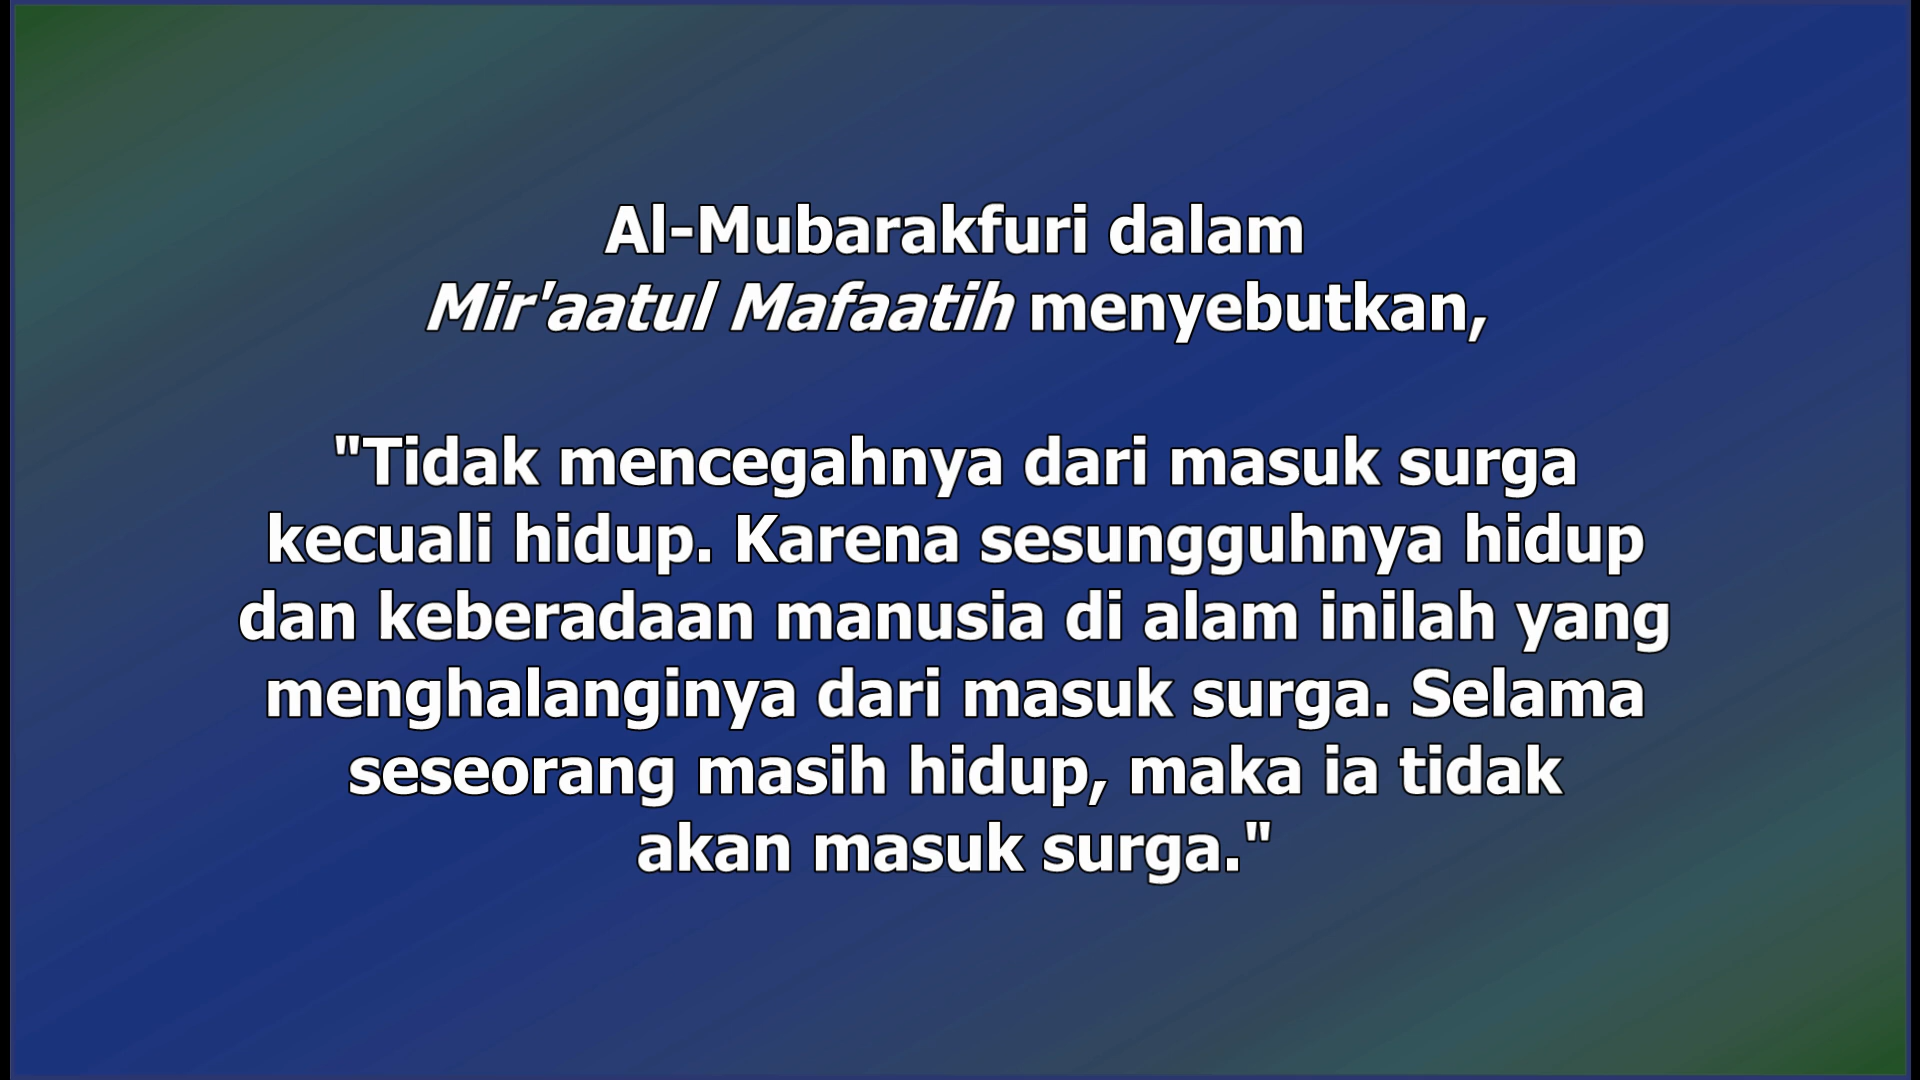 Al-Mubarakfuri dalam
Mir'aatul Mafaatih menyebutkan,
"Tidak mencegahnya dari masuk surga
kecuali hidup. Karena sesungguhnya hidup
dan keberadaan manusia di alam inilah yang
menghalanginya dari masuk surga. Selama
seseorang masih hidup, maka ia tidak
akan masuk surga."